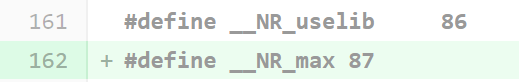 161 #define __NR_uselib 86
162 + #define __NR_max 87